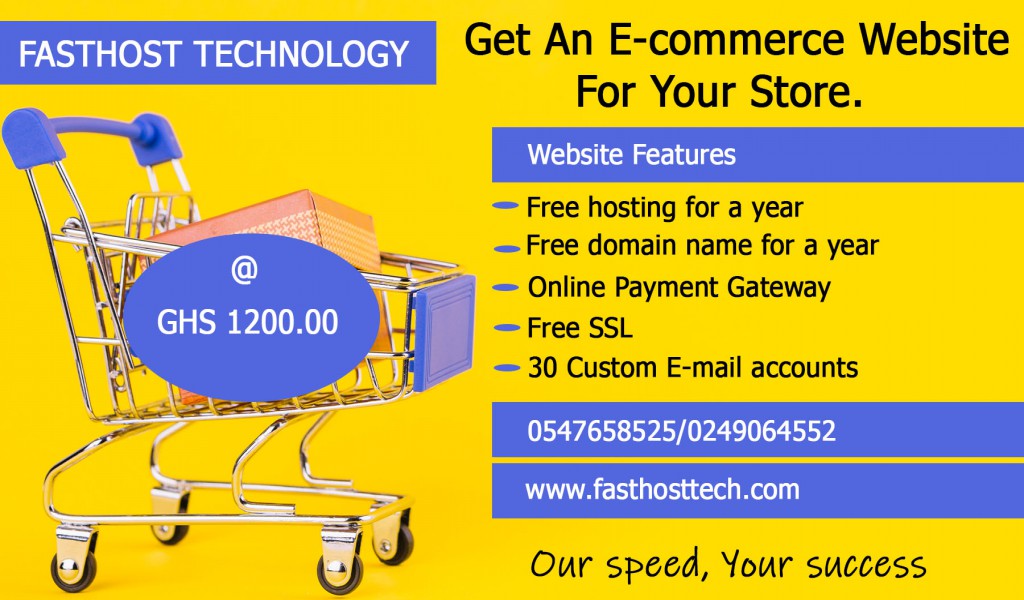 FASTHOST TECHNOLOGY
Get An E-commerce Website
For Your Store.
Website Features
Free hosting for a year
Free domain name for a year
Online Payment Gateway
Free SSL
30 Custom E-mail accounts
@
GHS 1200.00
0547658525/0249064552
www.fasthosttech.com
Our speed, Your success